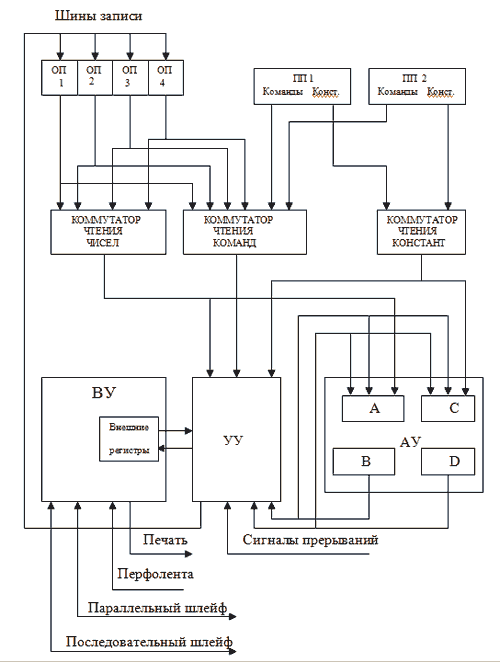 Шины записи
ОП 1
ОП 2
ОП 3
ОП 4
ПП 1
Команды Конст.
ПП 2
Команды Конст.
КОММУТАТОР
ЧТЕНИЯ
ЧИСЕЛ
КОММУТАТОР
ЧТЕНИЯ
КОМАНД
КОММУТАТОР
ЧТЕНИЯ
КОНСТАНТ
ВУ
Внешние
регистры
УУ
А
С
АУ
В
D
Печать
Сигналы прерываний
Перфолента
Параллельный шлейф
Последовательный шлейф